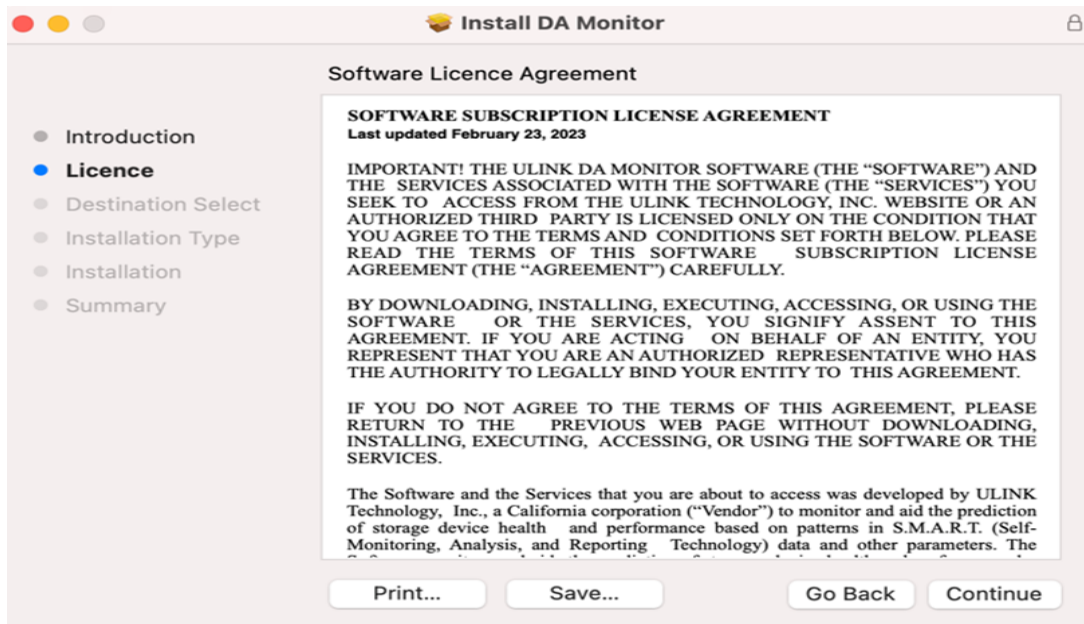 Install DA Monitor
Software Licence Agreement
Introduction
Licence
Destination Select
Installation Type
Installation
Summary
SOFTWARE SUBSCRIPTION LICENSE AGREEMENT
Last updated February 23, 2023
IMPORTANT! THE ULINK DA MONITOR SOFTWARE (THE “SOFTWARE”) AND
THE SERVICES ASSOCIATED WITH THE SOFTWARE (THE “SERVICES”) YOU
SEEK TO ACCESS FROM THE ULINK TECHNOLOGY, INC. WEBSITE OR AN
AUTHORIZED THIRD PARTY IS LICENSED ONLY ON THE CONDITION THAT
YOU AGREE TO THE TERMS AND CONDITIONS SET FORTH BELOW. PLEASE
READ THE TERMS OF THIS SOFTWARE SUBSCRIPTION LICENSE
AGREEMENT (THE “AGREEMENT”) CAREFULLY.
BY DOWNLOADING, INSTALLING, EXECUTING, ACCESSING, OR USING THE
SOFTWARE OR THE SERVICES, YOU SIGNIFY ASSENT TO THIS
AGREEMENT. IF YOU ARE ACTING ON BEHALF OF AN ENTITY, YOU
REPRESENT THAT YOU ARE AN AUTHORIZED REPRESENTATIVE WHO HAS
THE AUTHORITY TO LEGALLY BIND YOUR ENTITY TO THIS AGREEMENT.
IF YOU DO NOT AGREE TO THE TERMS OF THIS AGREEMENT, PLEASE
RETURN TO THE PREVIOUS WEB PAGE WITHOUT DOWNLOADING,
INSTALLING, EXECUTING, ACCESSING, OR USING THE SOFTWARE OR THE
SERVICES.
The Software and the Services that you are about to access was developed by ULINK
Technology, Inc., a California corporation (“Vendor”) to monitor and aid the prediction
of storage device health and performance based on patterns in S.M.A.R.T. (Self-
Monitoring, Analysis, and Reporting Technology) data and other parameters. The
Print...
Save...
Go Back
Continue